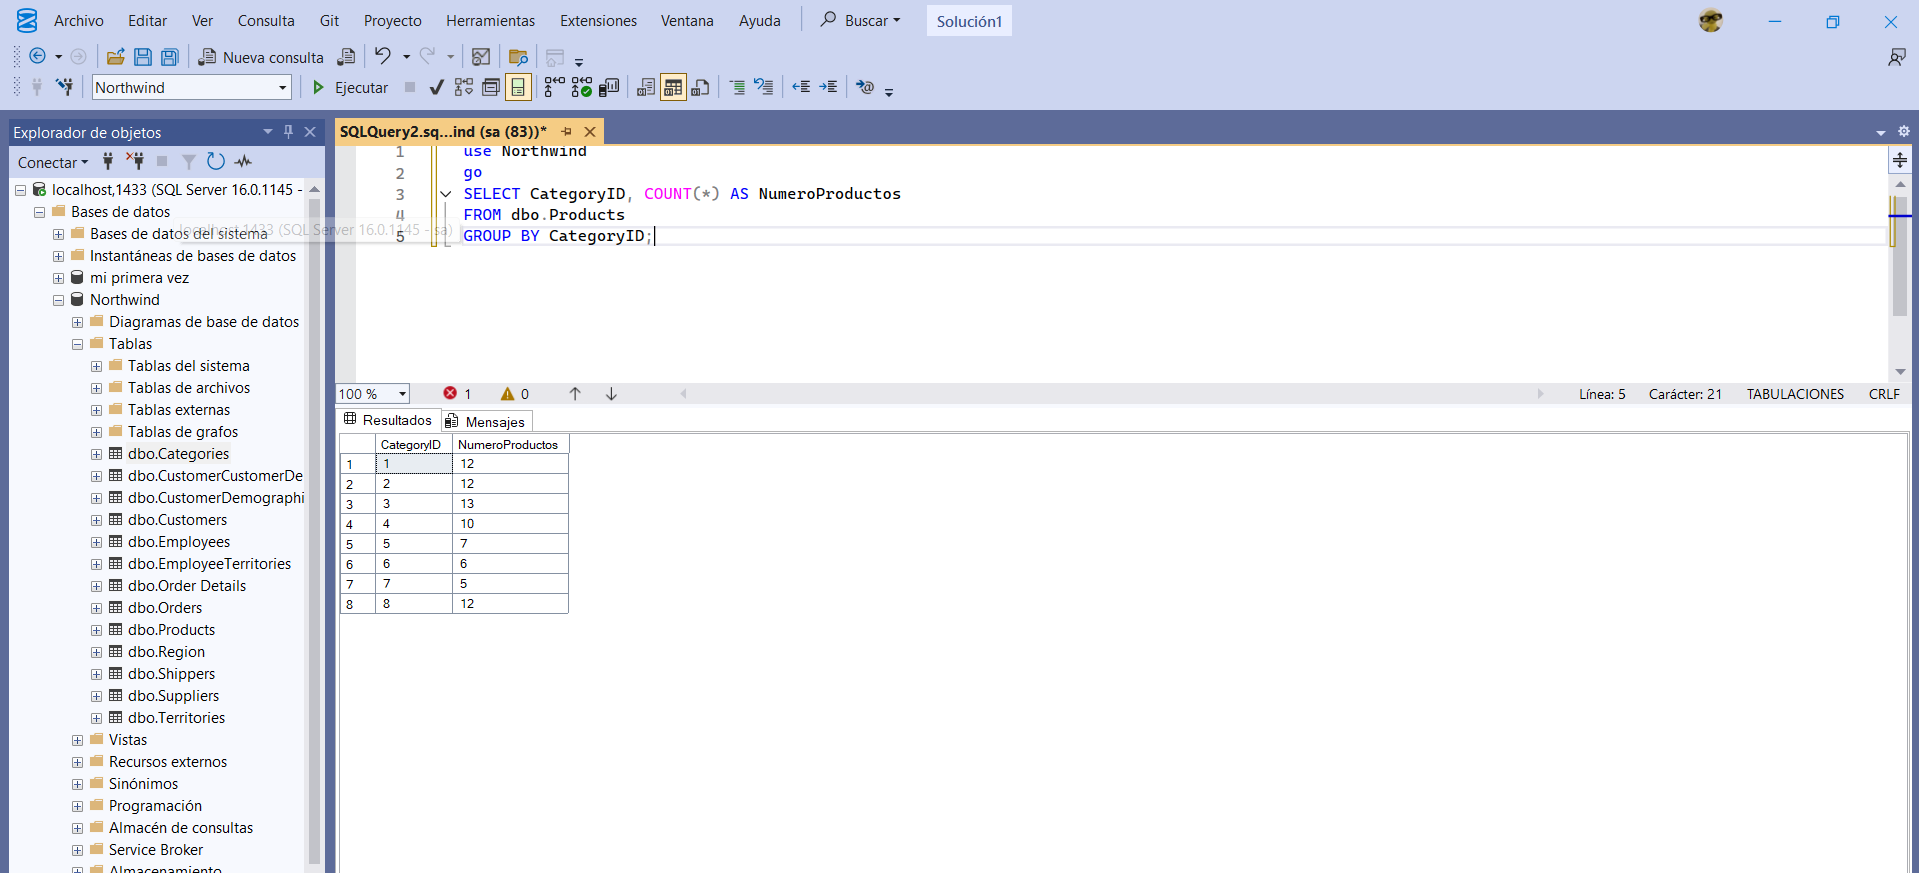 Archivo Editar Ver Consulta Git Proyecto Herramientas Extensiones Ventana Ayuda Buscar Solución1
Nueva consulta
Northwind Ejecutar
Explorador de objetos
Conectar
localhost,1433 (SQL Server 16.0.1145 -
Bases de datos
Bases de datos del sistema
localhost,1433 (SQL Server 16.0.1145 - sa)
Instantáneas de bases de datos
mi primera vez
Northwind
Diagramas de base de datos
Tablas
Tablas del sistema
Tablas de archivos
Tablas externas
Tablas de grafos
dbo.Categories
dbo.CustomerCustomerDe
dbo.CustomerDemographi
dbo.Customers
dbo.Employees
dbo.EmployeeTerritories
dbo.Order Details
dbo.Orders
dbo.Products
dbo.Region
dbo.Shippers
dbo.Suppliers
dbo.Territories
Vistas
Recursos externos
Sinónimos
Programación
Almacén de consultas
Service Broker
Almacenamiento
SQLQuery2.sq...ind (sa (83))*
1 use Northwind
2 go
3 SELECT CategoryID, COUNT(*) AS NumeroProductos
4 FROM dbo.Products
5 GROUP BY CategoryID;
100 % 1 0 Línea: 5 Carácter: 21 TABULACIONES CRLF
Resultados Mensajes
CategoryID NumeroProductos
1 1 12
2 2 12
3 3 13
4 4 10
5 5 7
6 6 6
7 7 5
8 8 12